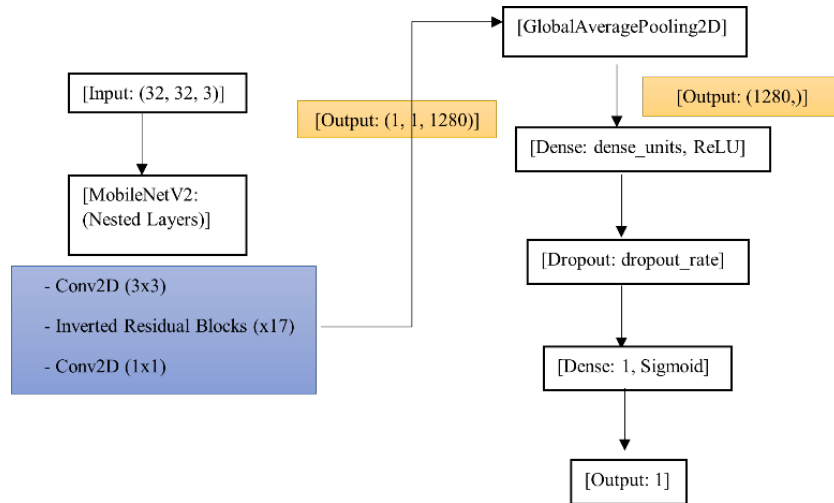 [Input: (32, 32, 3)]
[MobileNetV2:
(Nested Layers)]
- Conv2D (3x3)
- Inverted Residual Blocks (x17)
- Conv2D (1x1)
[Output: (1, 1, 1280)]
[GlobalAveragePooling2D]
[Output: (1280,)]
[Dense: dense_units, ReLU]
[Dropout: dropout_rate]
[Dense: 1, Sigmoid]
[Output: 1]